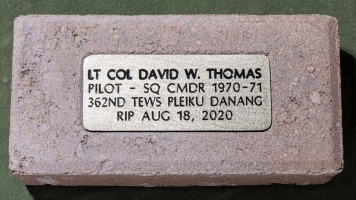 LT COL DAVID W. THOMAS
PILOT - SQ CMDR 1970-71
362ND TEWS PLEIKU DANANG
RIP AUG 18, 2020